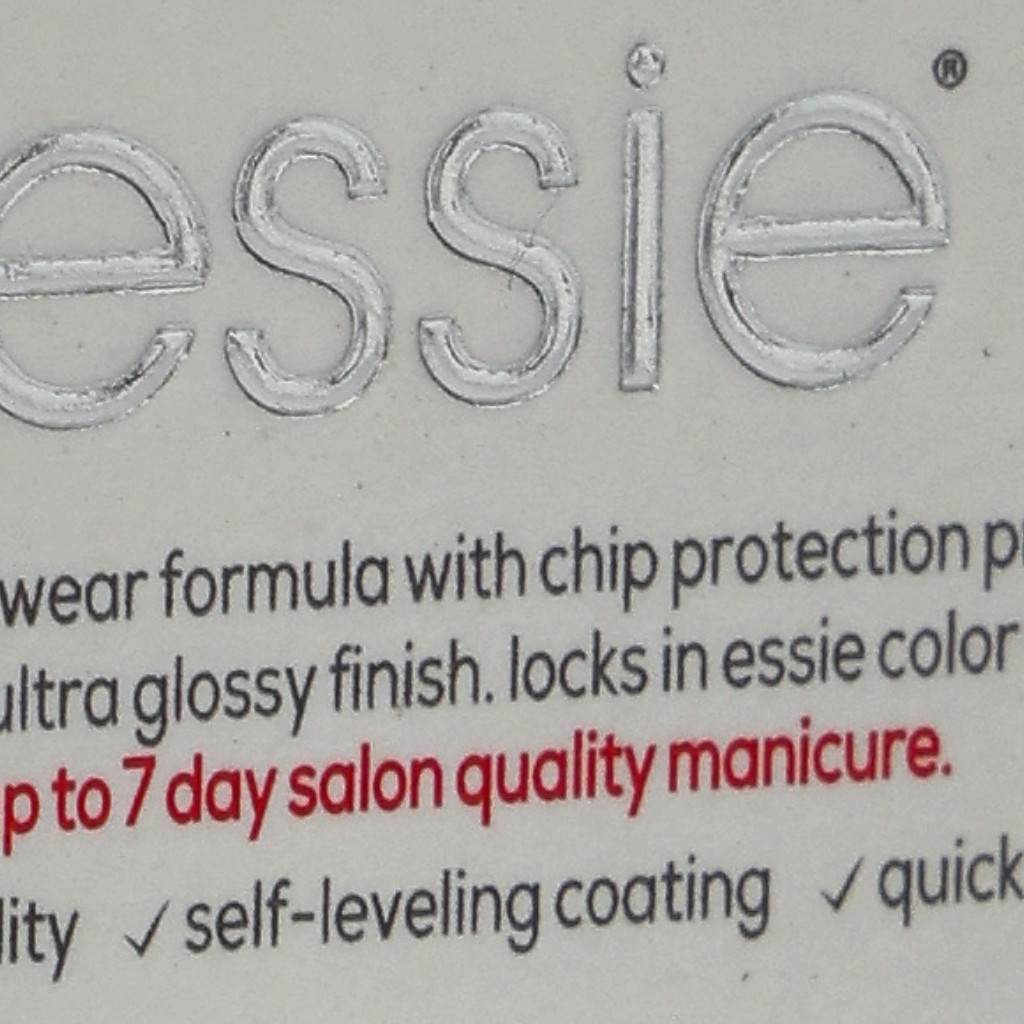 essie®
wear formula with chip protection
ultra glossy finish. locks in essie color
to 7 day salon quality manicure.
✓ self-leveling coating ✓ quick